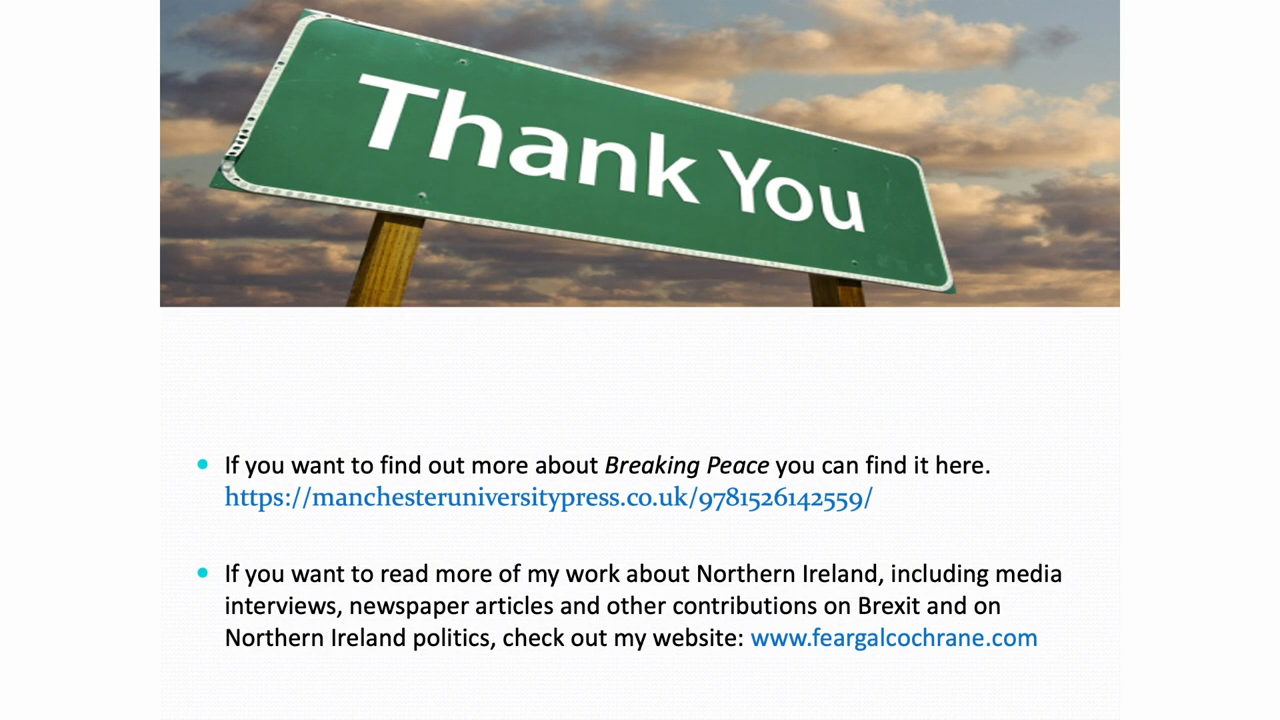 Thank You
If you want to find out more about Breaking Peace you can find it here.
https://manchesteruniversitypress.co.uk/9781526142559/
If you want to read more of my work about Northern Ireland, including media
interviews, newspaper articles and other contributions on Brexit and on
Northern Ireland politics, check out my website: www.feargalcochrane.com